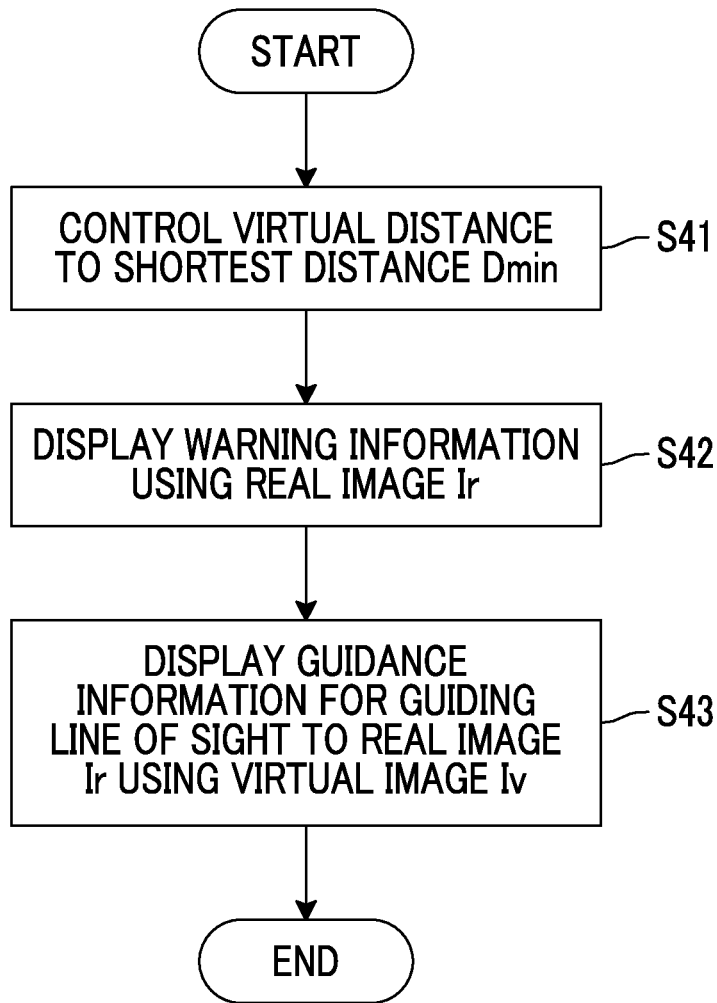 START
CONTROL VIRTUAL DISTANCE
TO SHORTEST DISTANCE Dmin
S41
DISPLAY WARNING INFORMATION
USING REAL IMAGE Ir
S42
DISPLAY GUIDANCE
INFORMATION FOR GUIDING
LINE OF SIGHT TO REAL IMAGE
Ir USING VIRTUAL IMAGE Iv
S43
END